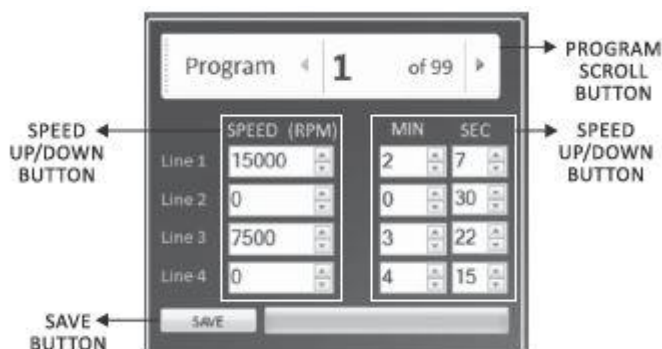 Program 1 of 99
PROGRAM
SCROLL
BUTTON
SPEED
UP/DOWN
BUTTON
SPEED (RPM) MIN SEC
SPEED
UP/DOWN
BUTTON
Line 1 15000 2 7
Line 2 0 0 30
Line 3 7500 3 22
Line 4 0 4 15
SAVE
BUTTON
SAVE